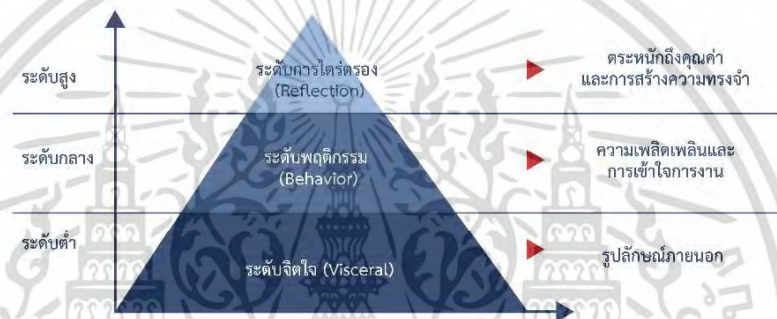 ระดับสูง
ระดับการไตร่ตรอง
(Reflection)
ตระหนักถึงคุณค่า
และการสร้างความทรงจำ
ระดับกลาง
ระดับพฤติกรรม
(Behavior)
ความเพลิดเพลินและ
การเข้าใจการงาน
ระดับต่ำ
ระดับจิตใจ (Visceral)
รูปลักษณ์ภายนอก